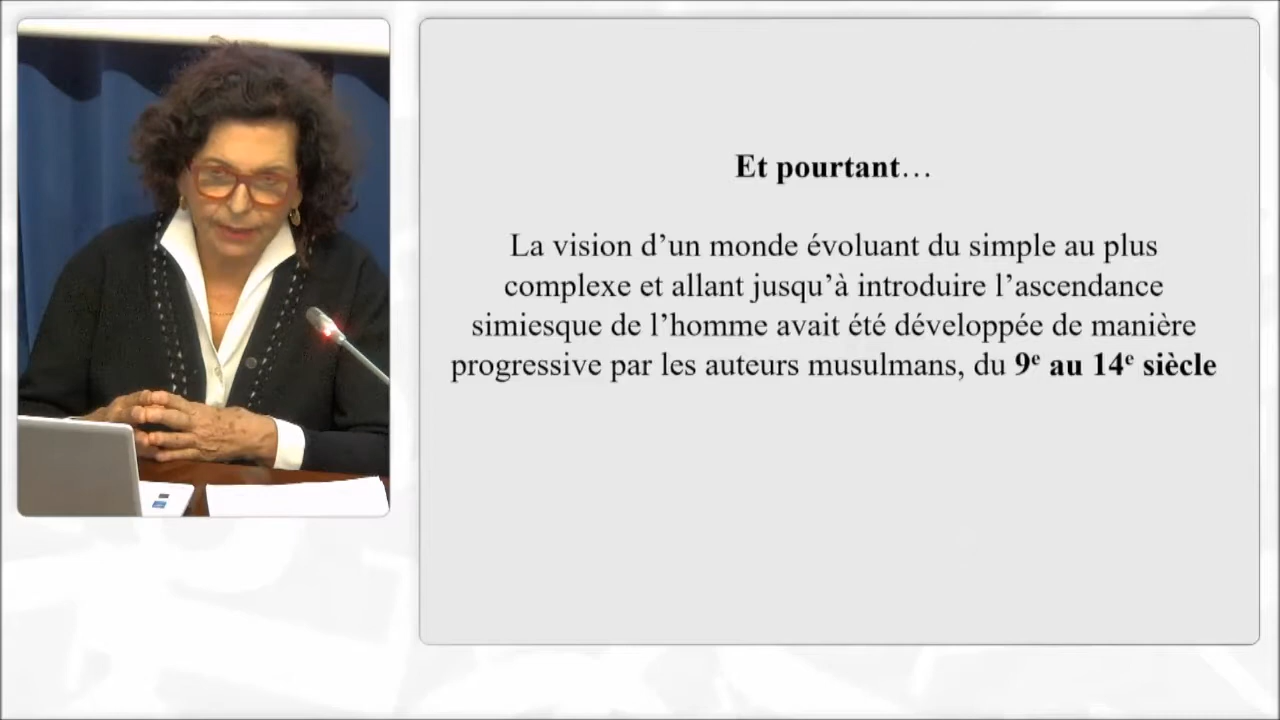 Et pourtant…
La vision d’un monde évoluant du simple au plus
complexe et allant jusqu’à introduire l’ascendance
simiesque de l’homme avait été développée de manière
progressive par les auteurs musulmans, du 9e au 14e siècle